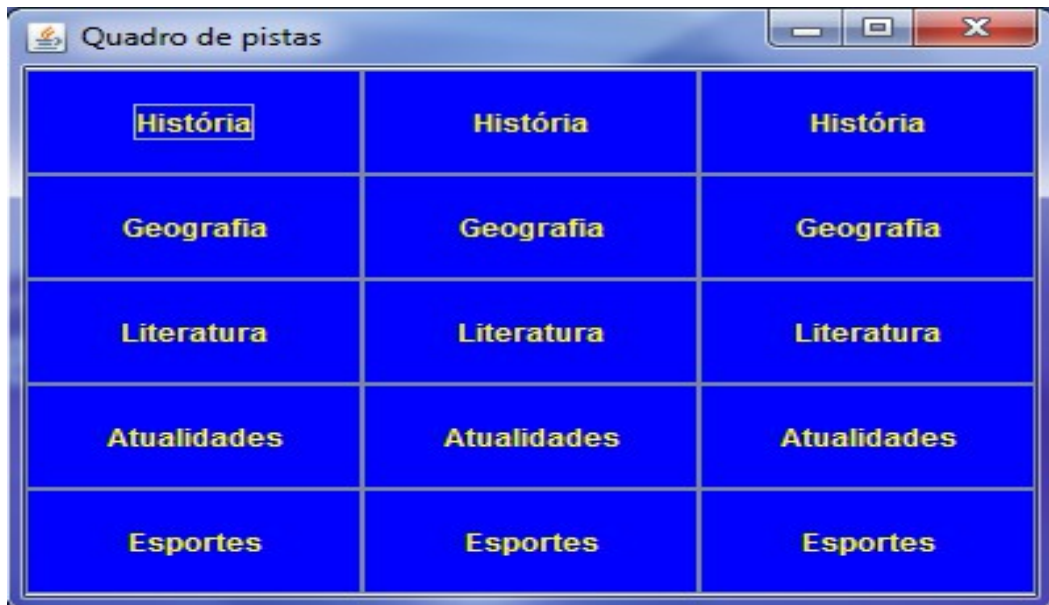 Quadro de pistas
História História História
Geografia Geografia Geografia
Literatura Literatura Literatura
Atualidades Atualidades Atualidades
Esportes Esportes Esportes